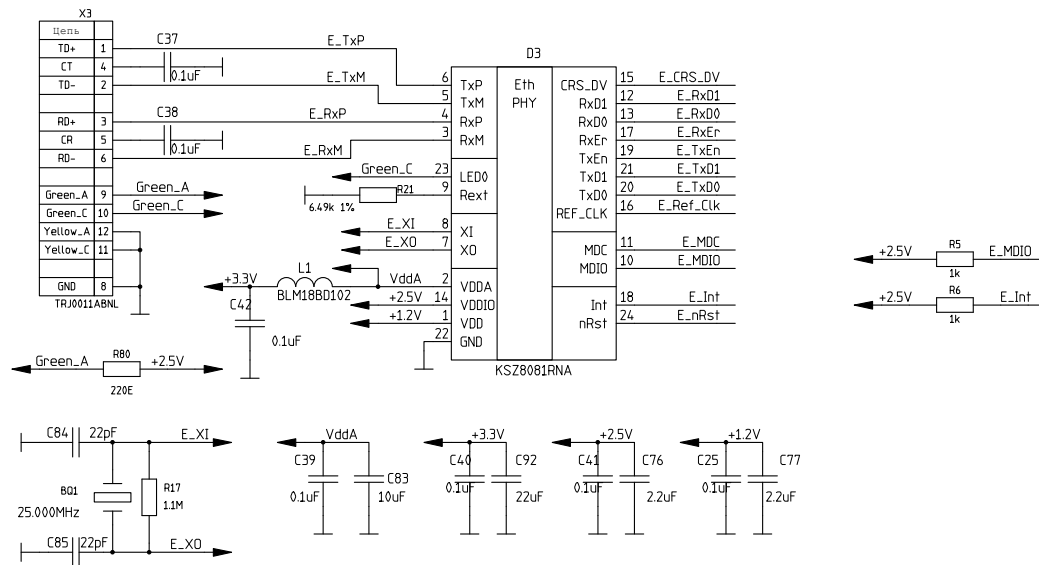 X3
Цепь
TD+ 1
CT 4
TD- 2
RD+ 3
CR 5
RD- 6
Green_A 9
Green_C 10
Yellow_A 12
Yellow_C 11
GND 8
TRJ0011ABNL
C37
0.1uF
C38
0.1uF
E_TxP
E_TxM
E_RxP
E_RxM
Green_A
Green_C
Green_C
R21
6.49k 1%
E_XI
E_XO
+3.3V
L1
BLM18BD102
VddA
+2.5V
+1.2V
C42
0.1uF
D3
Eth
PHY
6 TxP
5 TxM
4 RxP
3 RxM
23 LED0
9 Rext
8 XI
7 XO
2 VDDA
14 VDDIO
1 VDD
22 GND
CRS_DV 15 E_CRS_DV
RxD1 12 E_RxD1
RxD0 13 E_RxD0
RxEr 17 E_RxEr
TxEn 19 E_TxEn
TxD1 21 E_TxD1
TxD0 20 E_TxD0
REF_CLK 16 E_Ref_Clk
MDC 11 E_MDC
MDIO 10 E_MDIO
Int 18 E_Int
nRst 24 E_nRst
KSZ8081RNA
+2.5V R5 E_MDIO
1k
+2.5V R6 E_Int
1k
Green_A R80 +2.5V
220E
C84 22pF E_XI
BQ1
25.000MHz
R17
1.1M
C85 22pF E_XO
VddA
C39
0.1uF
C83
10uF
+3.3V
C40
0.1uF
C92
22uF
+2.5V
C41
0.1uF
C76
2.2uF
+1.2V
C25
0.1uF
C77
2.2uF